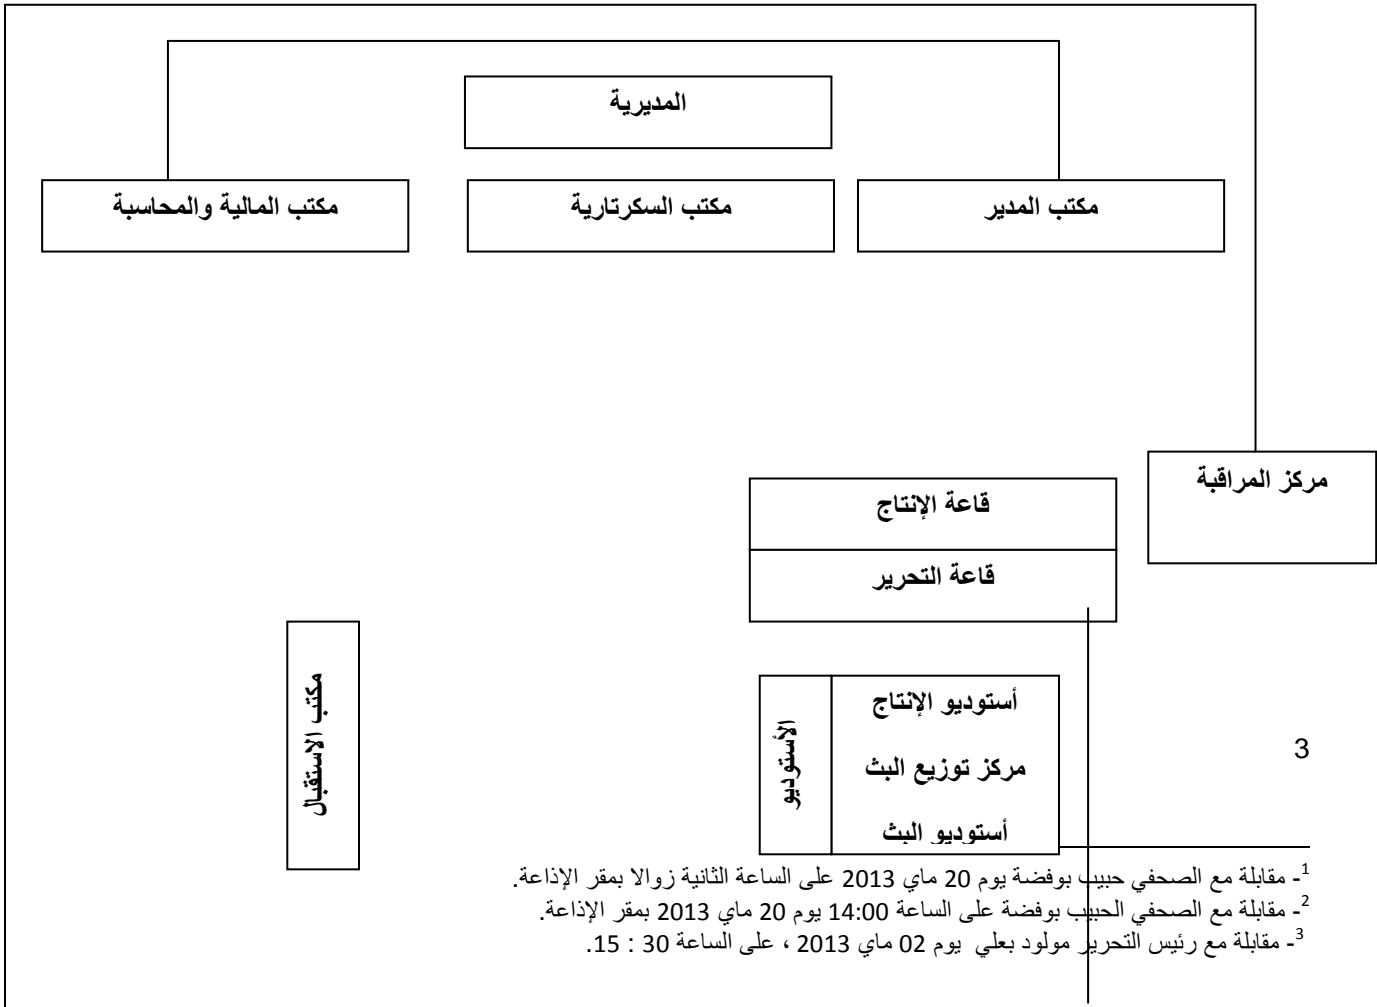 المديرية
مكتب المدير
مكتب السكرتارية
مكتب المالية والمحاسبة
مركز المراقبة
قاعة الإنتاج
قاعة التحرير
أستوديو الإنتاج
مركز توزيع البث
أستوديو البث
الأستوديو
مكتب الاستقبال
3
1- مقابلة مع الصحفي حبيب بوفضة يوم 20 ماي 2013 على الساعة الثانية زوالا بمقر الإذاعة.
2- مقابلة مع الصحفي الحبيب بوفضة على الساعة 14:00 يوم 20 ماي 2013 بمقر الإذاعة.
3- مقابلة مع رئيس التحرير مولود بعلي يوم 02 ماي 2013 ، على الساعة 30 : 15.